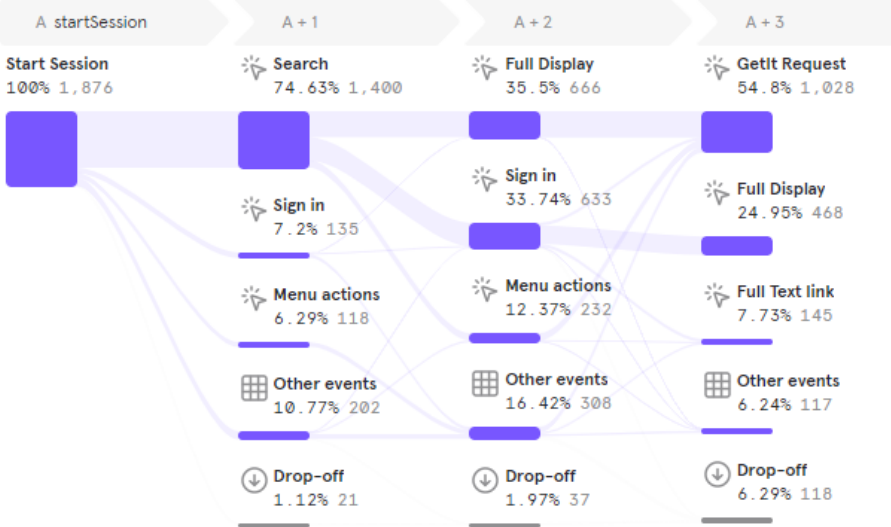 A startSession
A + 1
A + 2
A + 3
Start Session
100% 1,876
Search
74.63% 1,400
Sign in
7.2% 135
Menu actions
6.29% 118
Other events
10.77% 202
Drop-off
1.12% 21
Full Display
35.5% 666
Sign in
33.74% 633
Menu actions
12.37% 232
Other events
16.42% 308
Drop-off
1.97% 37
GetIt Request
54.8% 1,028
Full Display
24.95% 468
Full Text link
7.73% 145
Other events
6.24% 117
Drop-off
6.29% 118